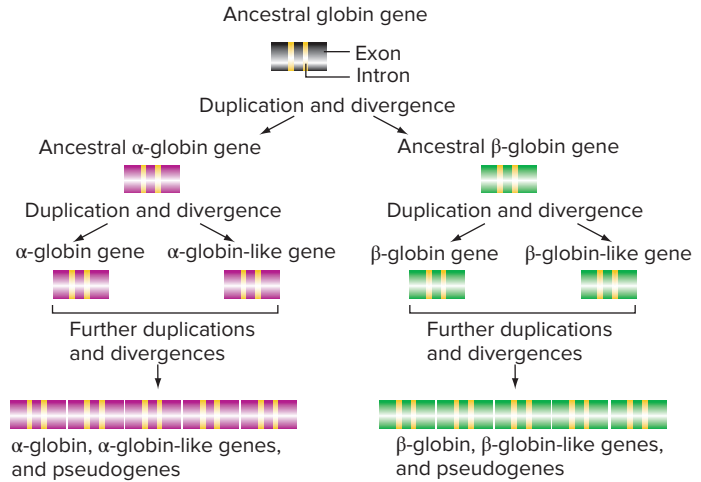 Ancestral globin gene
Exon
Intron
Duplication and divergence
Ancestral α-globin gene
Ancestral β-globin gene
Duplication and divergence
Duplication and divergence
α-globin gene
α-globin-like gene
β-globin gene
β-globin-like gene
Further duplications
and divergences
Further duplications
and divergences
α-globin, α-globin-like genes,
and pseudogenes
β-globin, β-globin-like genes,
and pseudogenes